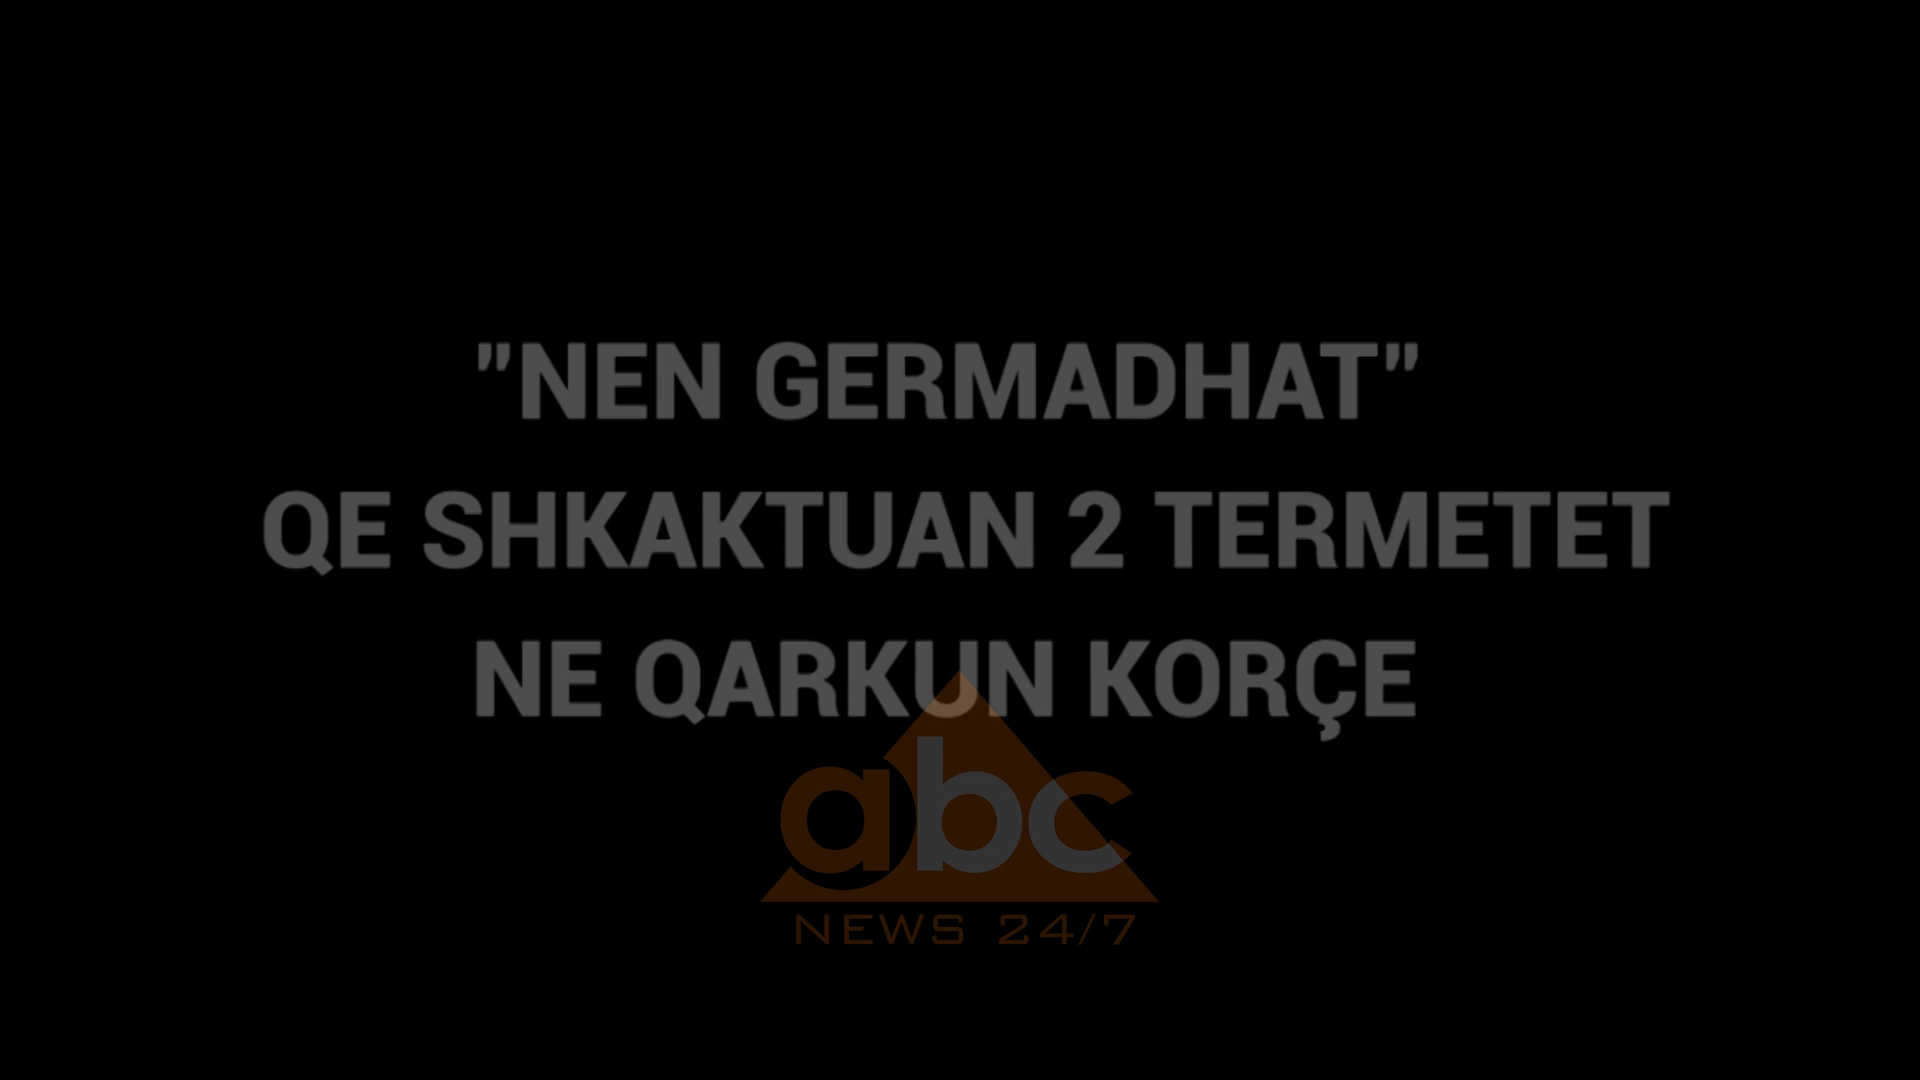 "NEN GERMADHAT"
QE SHKAKTUAN 2 TERMETET
NE QARKUN KORÇE
abc
NEWS 24/7